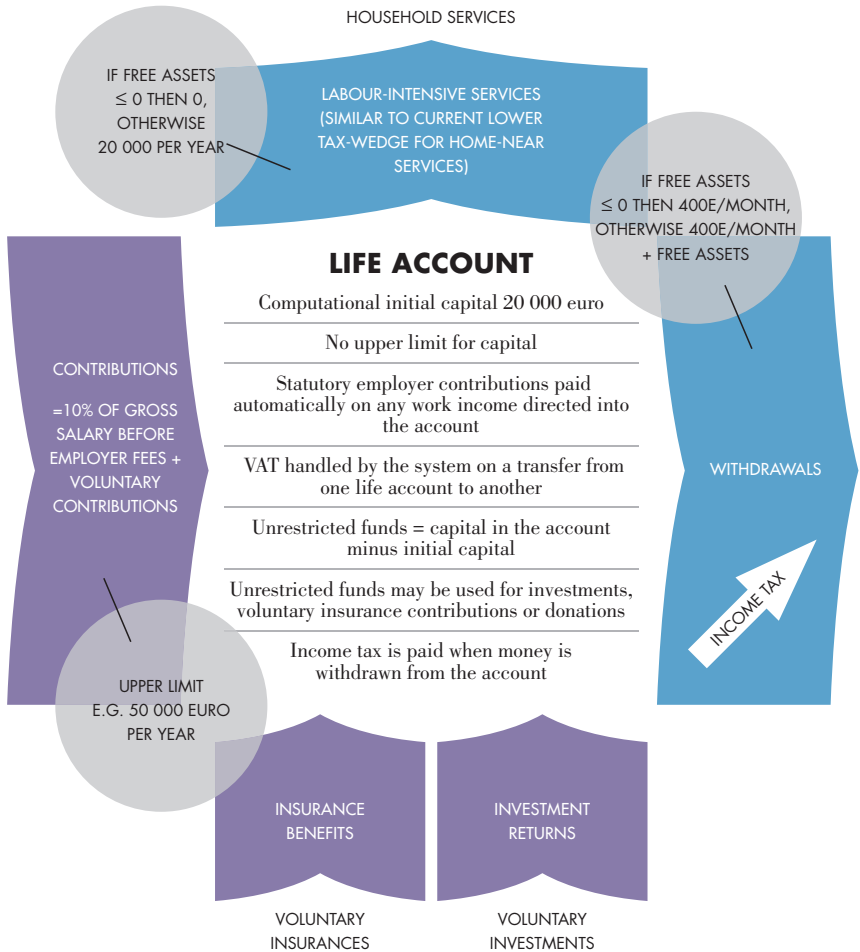 HOUSEHOLD SERVICES
IF FREE ASSETS
≤ 0 THEN 0,
OTHERWISE
20 000 PER YEAR
LABOUR-INTENSIVE SERVICES
(SIMILAR TO CURRENT LOWER
TAX-WEDGE FOR HOME-NEAR
SERVICES)
IF FREE ASSETS
≤ 0 THEN 400E/MONTH,
OTHERWISE 400E/MONTH
+ FREE ASSETS
LIFE ACCOUNT
Computational initial capital 20 000 euro
No upper limit for capital
Statutory employer contributions paid
automatically on any work income directed into
the account
VAT handled by the system on a transfer from
one life account to another
Unrestricted funds = capital in the account
minus initial capital
Unrestricted funds may be used for investments,
voluntary insurance contributions or donations
Income tax is paid when money is
withdrawn from the account
CONTRIBUTIONS
=10% OF GROSS
SALARY BEFORE
EMPLOYER FEES +
VOLUNTARY
CONTRIBUTIONS
WITHDRAWALS
INCOME TAX
UPPER LIMIT
E.G. 50 000 EURO
PER YEAR
INSURANCE
BENEFITS
INVESTMENT
RETURNS
VOLUNTARY
INSURANCES
VOLUNTARY
INVESTMENTS